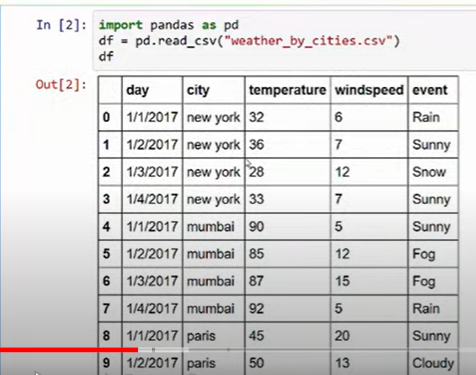 In [2]: import pandas as pd
df = pd.read_csv("weather_by_cities.csv")
df
Out[2]:
day city temperature windspeed event
0 1/1/2017 new york 32 6 Rain
1 1/2/2017 new york 36 7 Sunny
2 1/3/2017 new york 28 12 Snow
3 1/4/2017 new york 33 7 Sunny
4 1/1/2017 mumbai 90 5 Sunny
5 1/2/2017 mumbai 85 12 Fog
6 1/3/2017 mumbai 87 15 Fog
7 1/4/2017 mumbai 92 5 Rain
8 1/1/2017 paris 45 20 Sunny
9 1/2/2017 paris 50 13 Cloudy